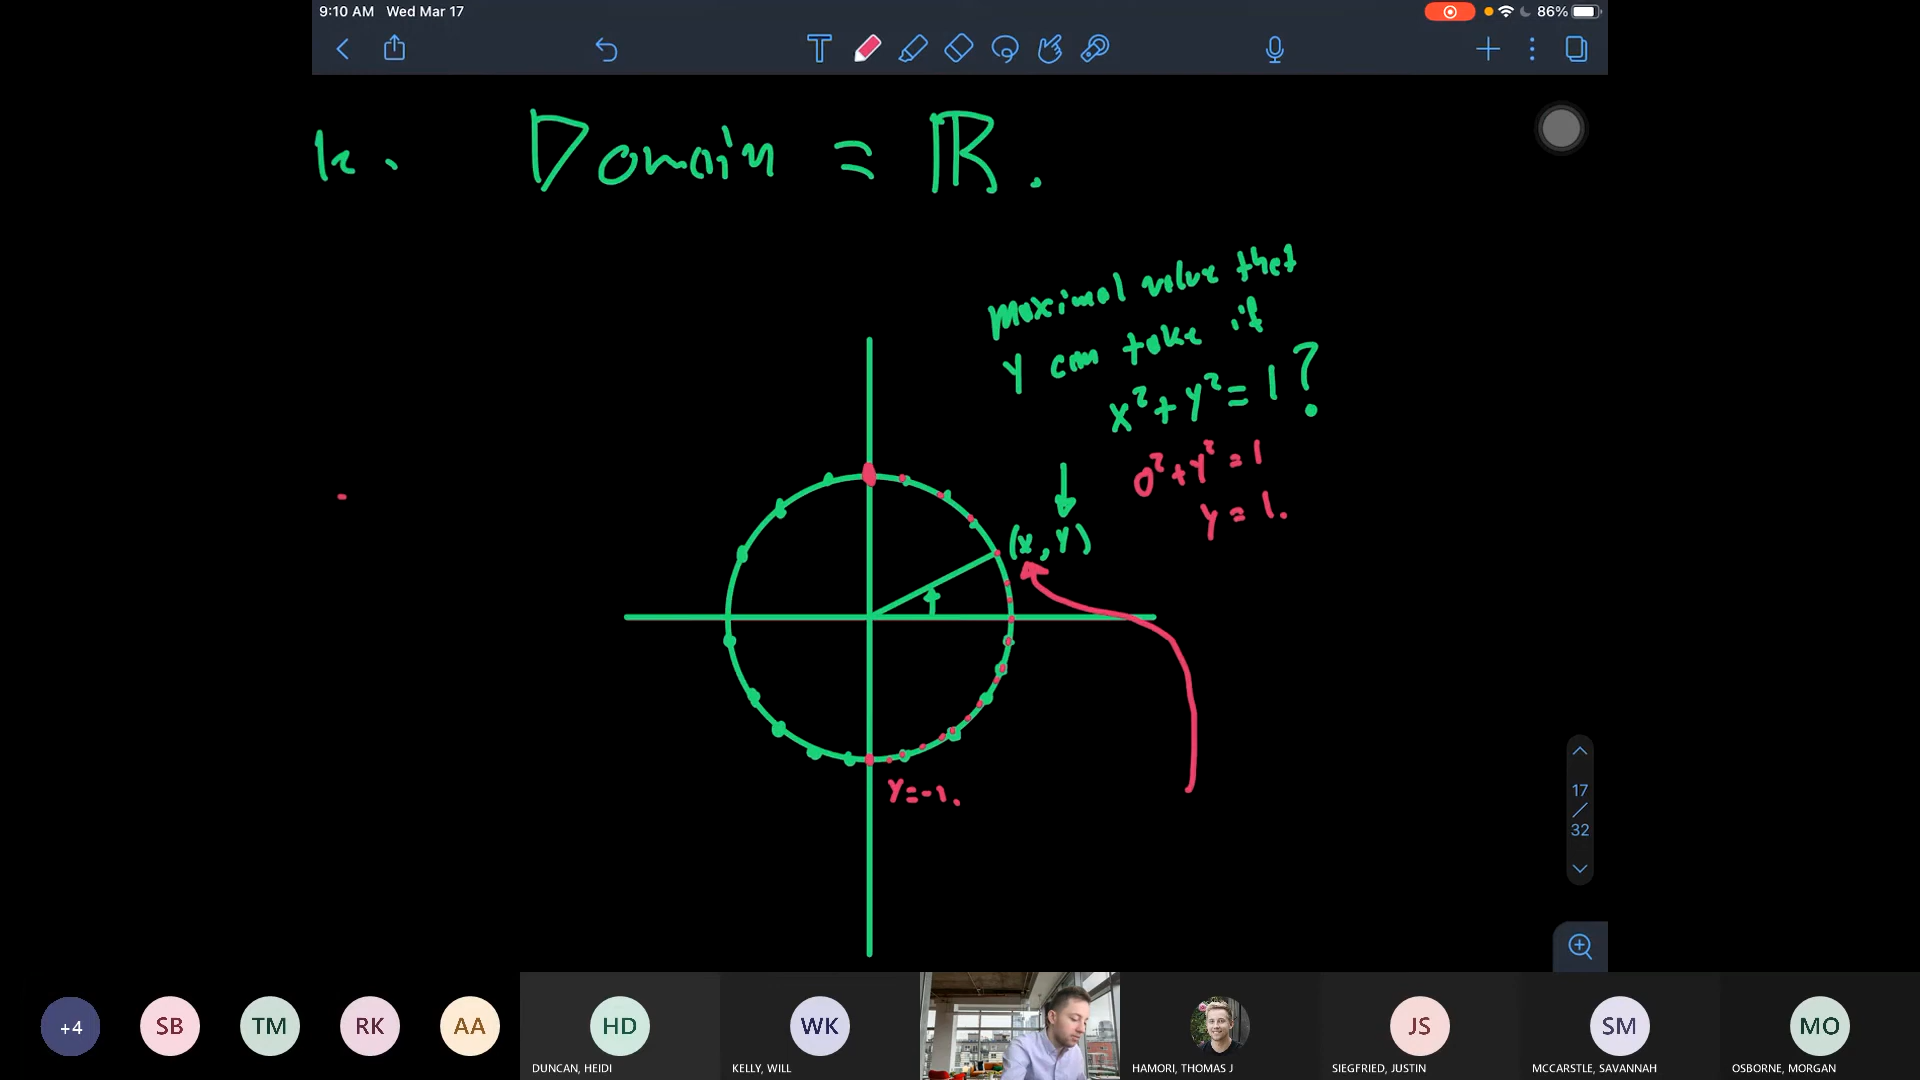 9:10 AM Wed Mar 17
86%
T
k. Domain = ℝ.
maximal value that
y can take if
x² + y² = 1 ?
0² + y² = 1
y = 1.
(x, y)
y = -1.
17
/
32
+4
SB
TM
RK
AA
HD
WK
JS
SM
MO
DUNCAN, HEIDI
KELLY, WILL
HAMORI, THOMAS J
SIEGFRIED, JUSTIN
MCCARSTLE, SAVANNAH
OSBORNE, MORGAN